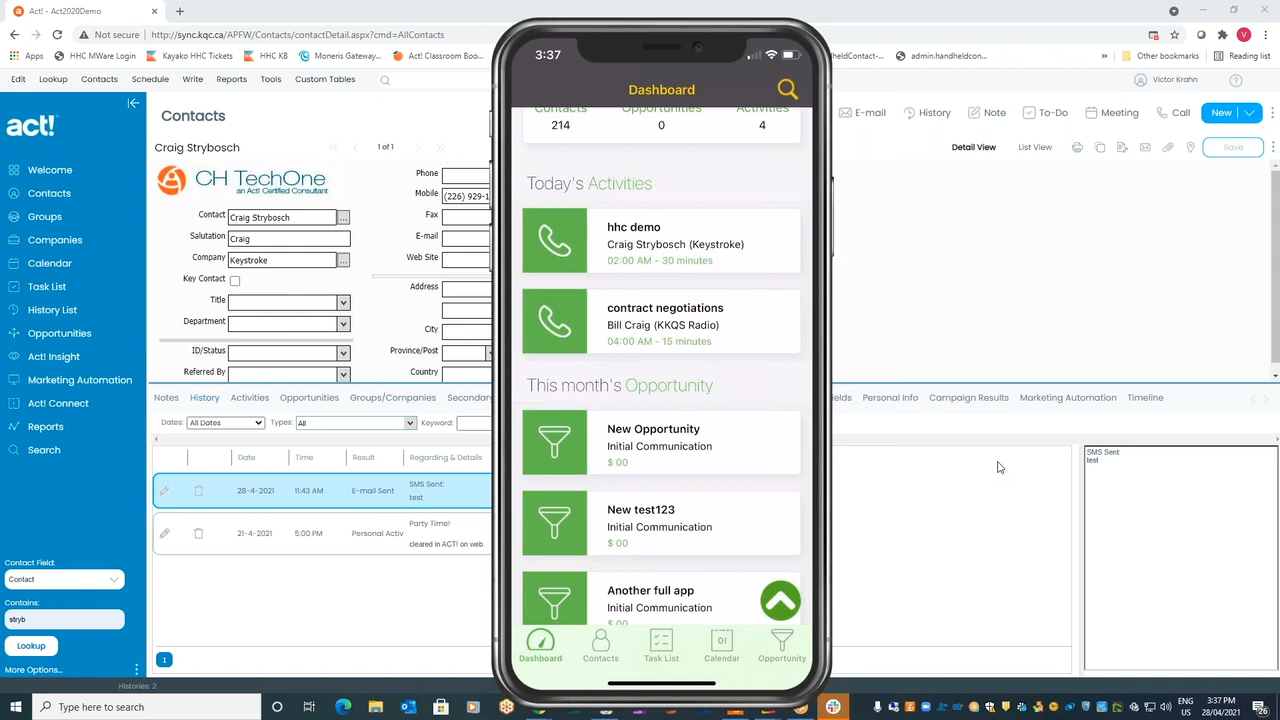 Act! - Act2020Demo
Not secure
http://sync.kqc.ca/APFW/Contacts/contactDetail.aspx?cmd=AllContacts
V
Apps
HHC MWare Login
Kayako HHC Tickets
HHC KB
Moneris Gateway...
Act! Classroom Boo...
dheldContact-...
admin.handheldcon...
Other bookmarks
Reading list
Edit
Lookup
Contacts
Schedule
Write
Reports
Tools
Custom Tables
Victor Krahn
act!
Contacts
E-mail
History
Note
To-Do
Meeting
Call
New
Craig Strybosch
1 of 1
Detail View
List View
Save
Welcome
Contacts
Groups
Companies
Calendar
Task List
History List
Opportunities
Act! Insight
Marketing Automation
Act! Connect
Reports
Search
CH TechOne
an Act! Certified Consultant
Contact
Craig Strybosch
Salutation
Craig
Company
Keystroke
Key Contact
Title
Department
ID/Status
Referred By
Phone
Mobile
(226) 929-1
Fax
E-mail
Web Site
Address
City
Province/Post
Country
Notes
History
Activities
Opportunities
Groups/Companies
Secondary
ields
Personal Info
Campaign Results
Marketing Automation
Timeline
Dates:
All Dates
Types:
All
Keyword:
Date
Time
Result
Regarding & Details
28-4-2021
11:43 AM
E-mail Sent
SMS Sent:
test
21-4-2021
5:00 PM
Personal Activ
Party Time!
cleared in ACT! on web.
SMS Sent:
test
Contact Field:
Contact
Contains:
stryb
Lookup
More Options...
1
Histories: 2
3:37
Dashboard
Contacts
Opportunities
Activities
214
0
4
Today's Activities
hhc demo
Craig Strybosch (Keystroke)
02:00 AM - 30 minutes
contract negotiations
Bill Craig (KKQS Radio)
04:00 AM - 15 minutes
This month's Opportunity
New Opportunity
Initial Communication
$ 00
New test123
Initial Communication
$ 00
Another full app
Initial Communication
$ 00
Dashboard
Contacts
Task List
01
Calendar
Opportunity
Type here to search
ENG
US
3:37 PM
28/04/2021